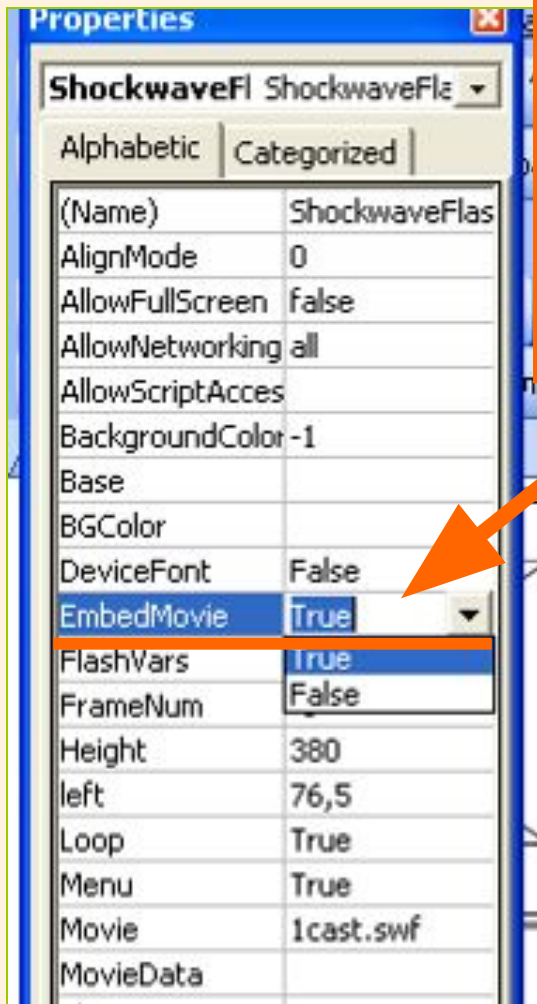 Properties
ShockwaveFl ShockwaveFla
Alphabetic Categorized
(Name) ShockwaveFlas
AlignMode 0
AllowFullScreen false
AllowNetworking all
AllowScriptAcces
BackgroundColor -1
Base
BGColor
DeviceFont False
EmbedMovie True
FlashVars True
FrameNum False
Height 380
left 76,5
Loop True
Menu True
Movie 1cast.swf
MovieData